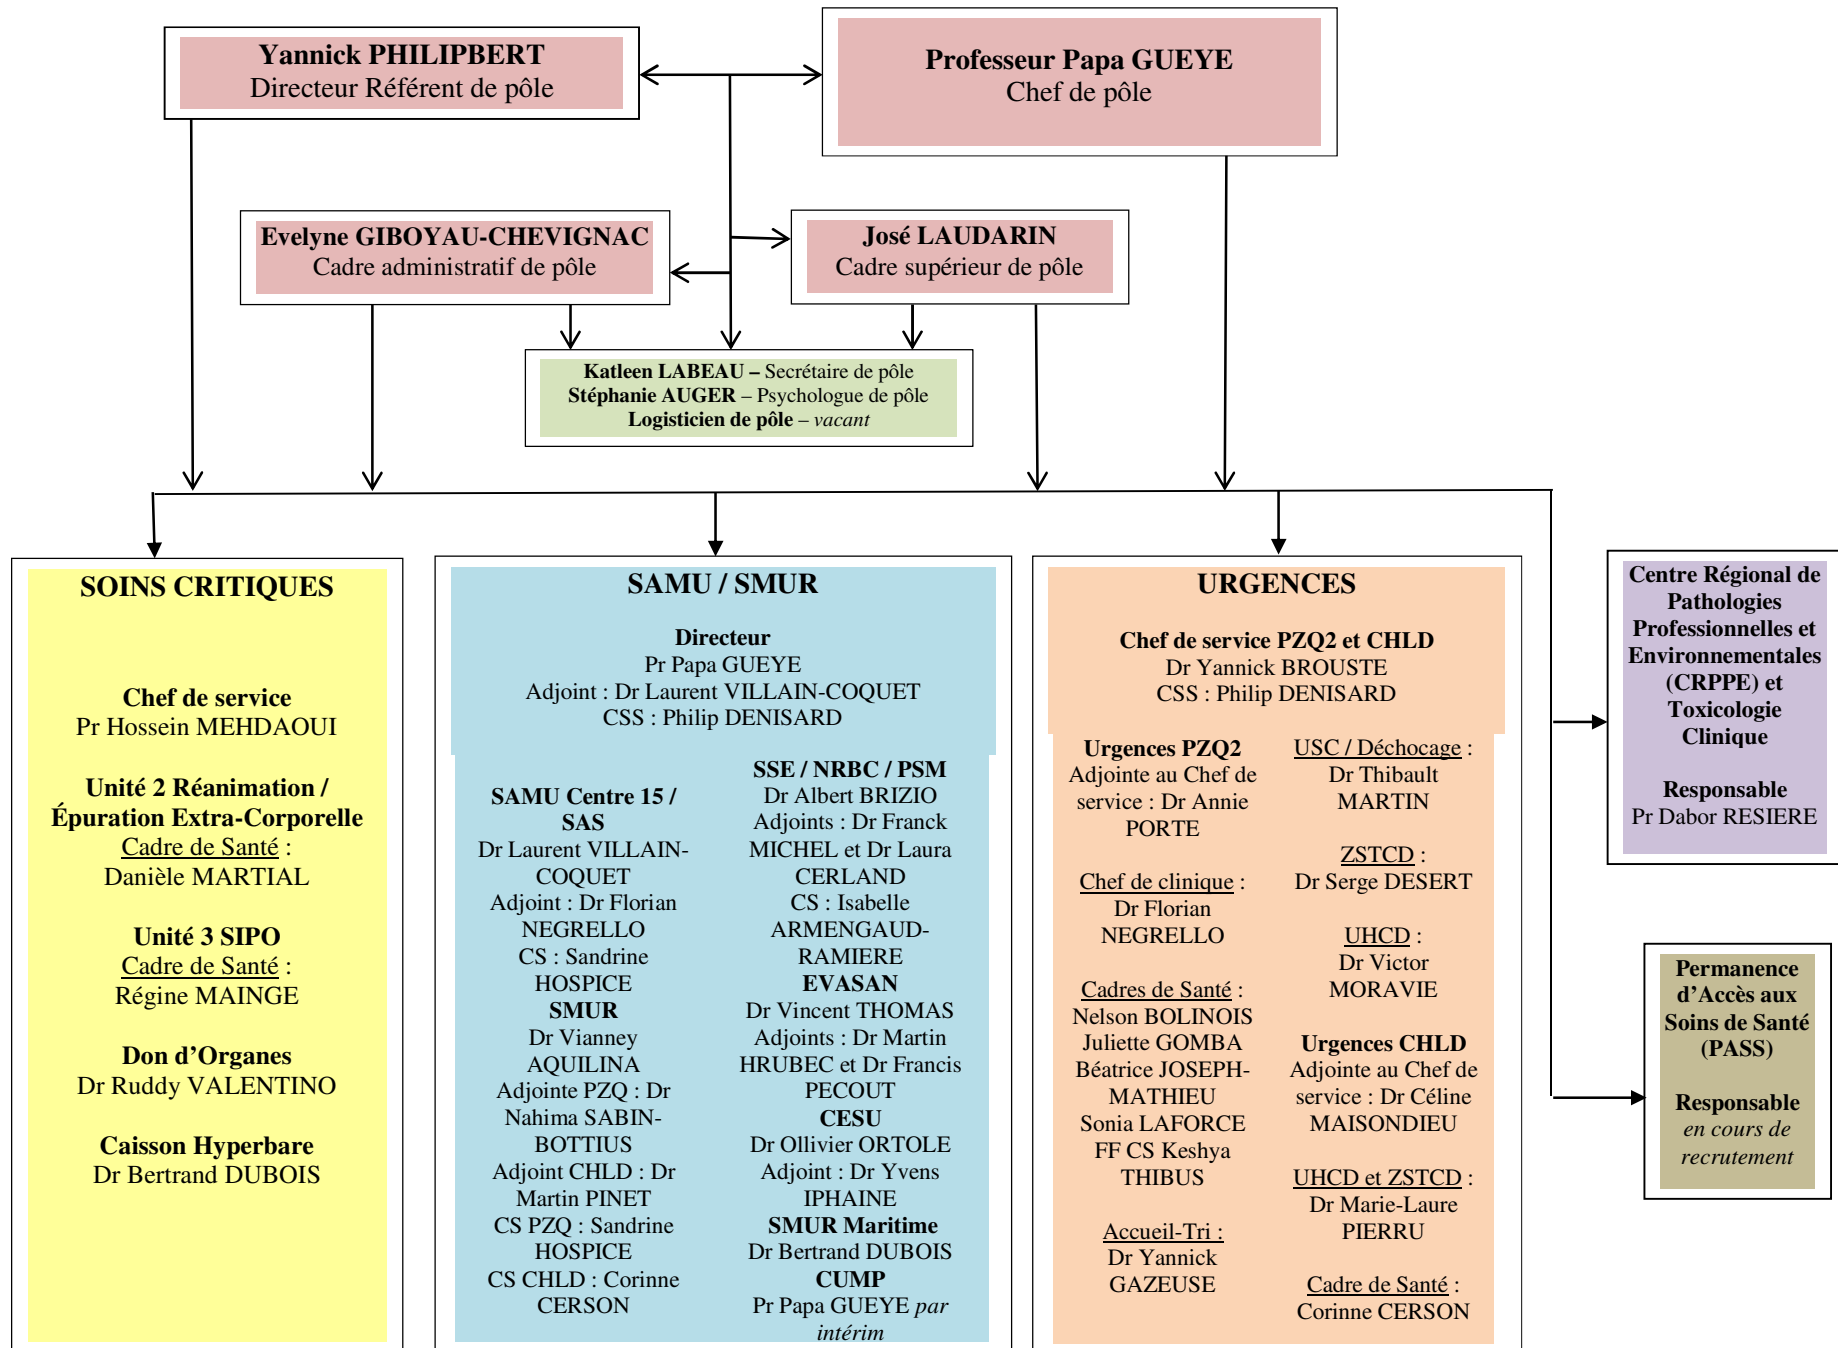 Yannick PHILIPBERT
Directeur Référent de pôle
Professeur Papa GUEYE
Chef de pôle
Evelyne GIBOYAU-CHEVIGNAC
Cadre administratif de pôle
José LAUDARIN
Cadre supérieur de pôle
Katleen LABEAU – Secrétaire de pôle
Stéphanie AUGER – Psychologue de pôle
Logisticien de pôle – vacant
SOINS CRITIQUES
Chef de service
Pr Hossein MEHDAOUI
Unité 2 Réanimation /
Épuration Extra-Corporelle
Cadre de Santé :
Danièle MARTIAL
Unité 3 SIPO
Cadre de Santé :
Régine MAINGE
Don d’Organes
Dr Ruddy VALENTINO
Caisson Hyperbare
Dr Bertrand DUBOIS
SAMU / SMUR
Directeur
Pr Papa GUEYE
Adjoint : Dr Laurent VILLAIN-COQUET
CSS : Philip DENISARD
SAMU Centre 15 /
SAS
Dr Laurent VILLAIN-
COQUET
Adjoint : Dr Florian
NEGRELLO
CS : Sandrine
HOSPICE
SMUR
Dr Vianney
AQUILINA
Adjointe PZQ : Dr
Nahima SABIN-
BOTTIUS
Adjoint CHLD : Dr
Martin PINET
CS PZQ : Sandrine
HOSPICE
CS CHLD : Corinne
CERSON
SSE / NRBC / PSM
Dr Albert BRIZIO
Adjoints : Dr Franck
MICHEL et Dr Laura
CERLAND
CS : Isabelle
ARMENGAUD-
RAMIERE
EVASAN
Dr Vincent THOMAS
Adjoints : Dr Martin
HRUBEC et Dr Francis
PECOUT
CESU
Dr Ollivier ORTOLE
Adjoint : Dr Yvens
IPHAINE
SMUR Maritime
Dr Bertrand DUBOIS
CUMP
Pr Papa GUEYE par
intérim
URGENCES
Chef de service PZQ2 et CHLD
Dr Yannick BROUSTE
CSS : Philip DENISARD
Urgences PZQ2
Adjointe au Chef de
service : Dr Annie
PORTE
Chef de clinique :
Dr Florian
NEGRELLO
Cadres de Santé :
Nelson BOLINOIS
Juliette GOMBA
Béatrice JOSEPH-
MATHIEU
Sonia LAFORCE
FF CS Keshya
THIBUS
Accueil-Tri :
Dr Yannick
GAZEUSE
USC / Déchocage :
Dr Thibault
MARTIN
ZSTCD :
Dr Serge DESERT
UHCD :
Dr Victor
MORAVIE
Urgences CHLD
Adjointe au Chef de
service : Dr Céline
MAISONDIEU
UHCD et ZSTCD :
Dr Marie-Laure
PIERRU
Cadre de Santé :
Corinne CERSON
Centre Régional de
Pathologies
Professionnelles et
Environnementales
(CRPPE) et
Toxicologie
Clinique
Responsable
Pr Dabor RESIERE
Permanence
d’Accès aux
Soins de Santé
(PASS)
Responsable
en cours de
recrutement